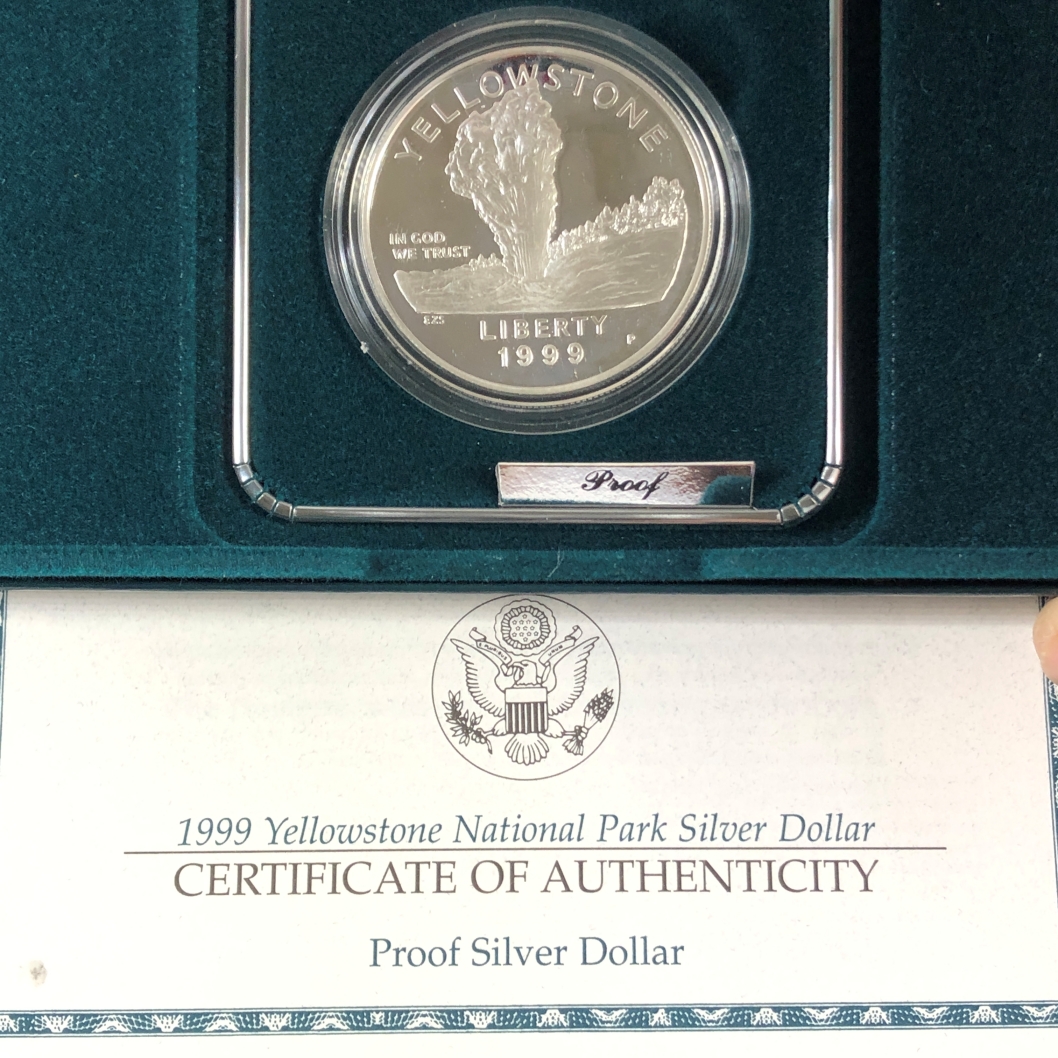 YELLOWSTONE
IN GOD
WE TRUST
EZS
LIBERTY
P
1999
Proof
1999 Yellowstone National Park Silver Dollar
CERTIFICATE OF AUTHENTICITY
Proof Silver Dollar